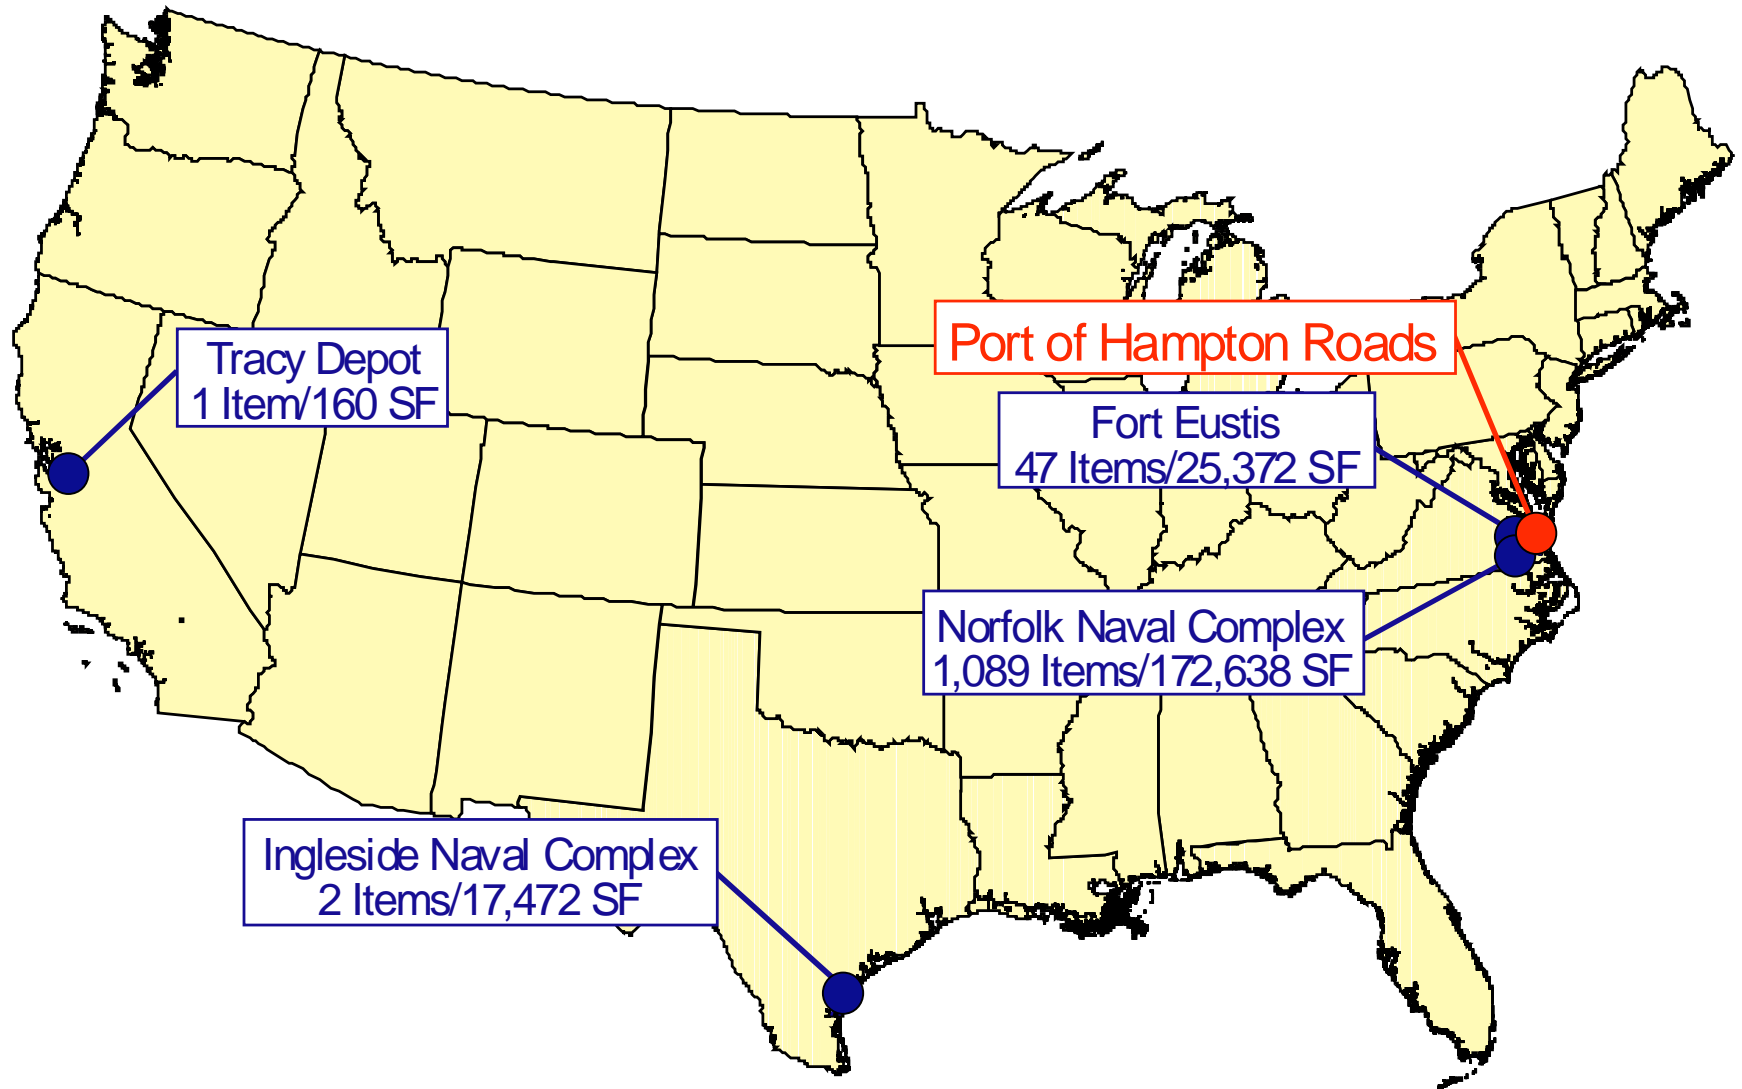 Port of Hampton Roads
Tracy Depot
1 Item/160 SF
Fort Eustis
47 Items/25,372 SF
Norfolk Naval Complex
1,089 Items/172,638 SF
Ingleside Naval Complex
2 Items/17,472 SF